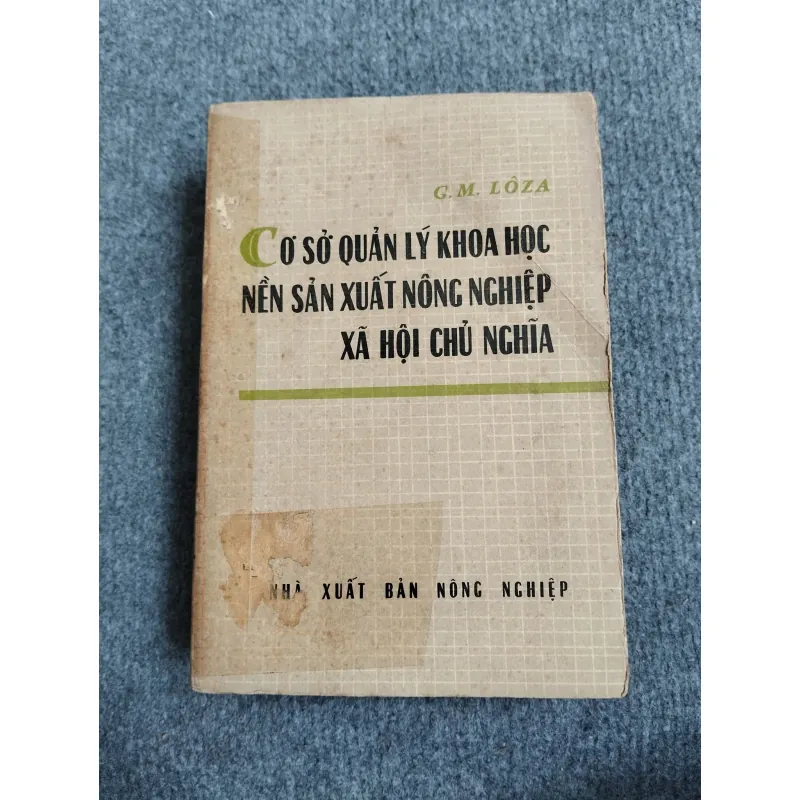 G. M. LÔZA
CƠ SỞ QUẢN LÝ KHOA HỌC
NỀN SẢN XUẤT NÔNG NGHIỆP
XÃ HỘI CHỦ NGHĨA
NHÀ XUẤT BẢN NÔNG NGHIỆP